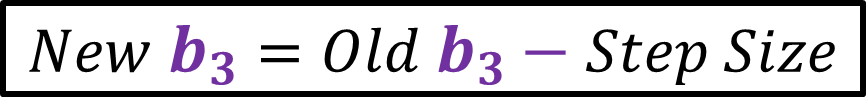 New b₃ = Old b₃ − Step Size